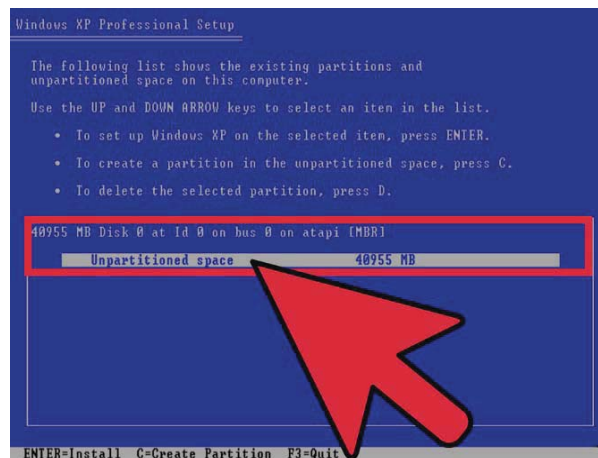 Windows XP Professional Setup
The following list shows the existing partitions and
unpartitioned space on this computer.
Use the UP and DOWN ARROW keys to select an item in the list.
• To set up Windows XP on the selected item, press ENTER.
• To create a partition in the unpartitioned space, press C.
• To delete the selected partition, press D.
40955 MB Disk 0 at Id 0 on bus 0 on atapi [MBR]
Unpartitioned space 40955 MB
ENTER=Install C=Create Partition F3=Quit